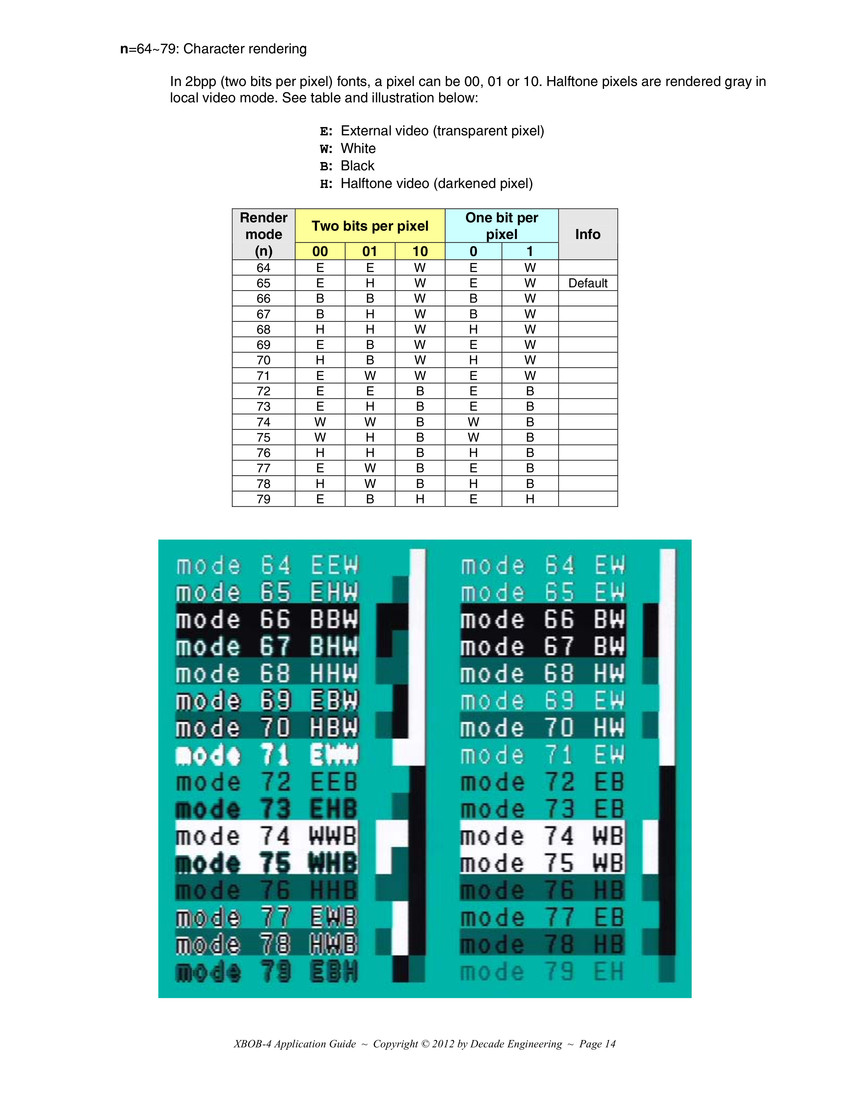 n=64~79: Character rendering
In 2bpp (two bits per pixel) fonts, a pixel can be 00, 01 or 10. Halftone pixels are rendered gray in
local video mode. See table and illustration below:
E: External video (transparent pixel)
W: White
B: Black
H: Halftone video (darkened pixel)
Render mode (n) Two bits per pixel One bit per pixel Info
00 01 10 0 1
64 E E W E W
65 E H W E W Default
66 B B W B W
67 B H W B W
68 H H W H W
69 E B W E W
70 H B W H W
71 E W W E W
72 E E B E B
73 E H B E B
74 W W B W B
75 W H B W B
76 H H B H B
77 E W B E B
78 H W B H B
79 E B H E H
mode 64 EEW mode 64 EW
mode 65 EHW mode 65 EW
mode 66 BBW mode 66 BW
mode 67 BHW mode 67 BW
mode 68 HHW mode 68 HW
mode 69 EBW mode 69 EW
mode 70 HBW mode 70 HW
mode 71 EWW mode 71 EW
mode 72 EEB mode 72 EB
mode 73 EHB mode 73 EB
mode 74 WWB mode 74 WB
mode 75 WHB mode 75 WB
mode 76 HHB mode 76 HB
mode 77 EWB mode 77 EB
mode 78 HWB mode 78 HB
mode 79 EBH mode 79 EH
XBOB-4 Application Guide ~ Copyright © 2012 by Decade Engineering ~ Page 14